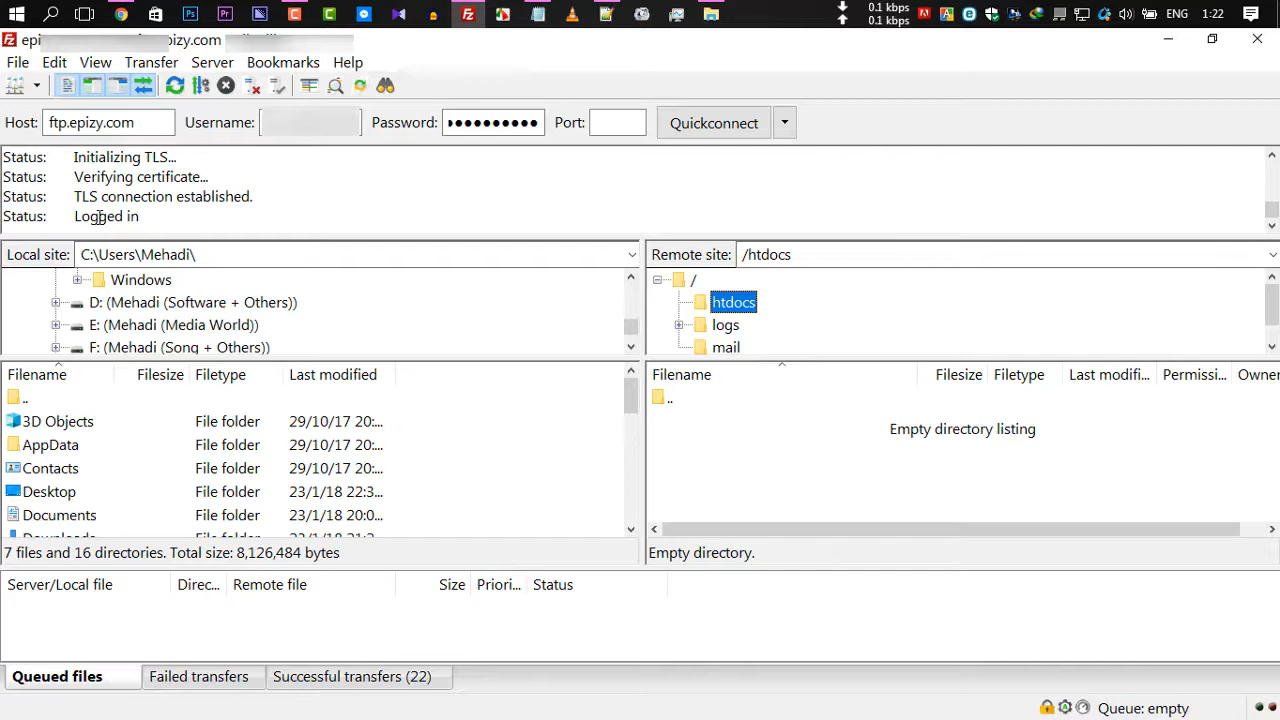 ENG 1:22
epi izy.com
File Edit View Transfer Server Bookmarks Help
Host: ftp.epizy.com Username: Password: ●●●●●●●●●● Port: Quickconnect
Status: Initializing TLS...
Status: Verifying certificate...
Status: TLS connection established.
Status: Logged in
Local site: C:\Users\Mehadi\
Remote site: /htdocs
Windows
D: (Mehadi (Software + Others))
E: (Mehadi (Media World))
F: (Mehadi (Song + Others))
/
htdocs
logs
mail
Filename Filesize Filetype Last modified
..
3D Objects File folder 29/10/17 20:...
AppData File folder 29/10/17 20:...
Contacts File folder 29/10/17 20:...
Desktop File folder 23/1/18 22:3...
Documents File folder 23/1/18 20:0...
7 files and 16 directories. Total size: 8,126,484 bytes
Filename Filesize Filetype Last modifi... Permissi... Owner
..
Empty directory listing
Empty directory.
Server/Local file Direc... Remote file Size Priori... Status
Queued files Failed transfers Successful transfers (22)
Queue: empty
0.1 kbps
0.1 kbps